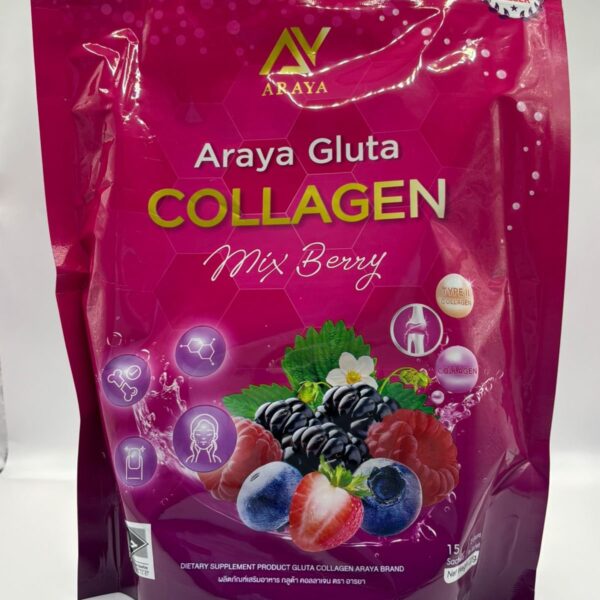 ARAYA
Araya Gluta
COLLAGEN
Mix Berry
TYPE II
COLLAGEN
COLLAGEN
15
DIETARY SUPPLEMENT PRODUCT GLUTA COLLAGEN ARAYA BRAND
ผลิตภัณฑ์เสริมอาหาร กลูต้า คอลลาเจน ตรา อารยา